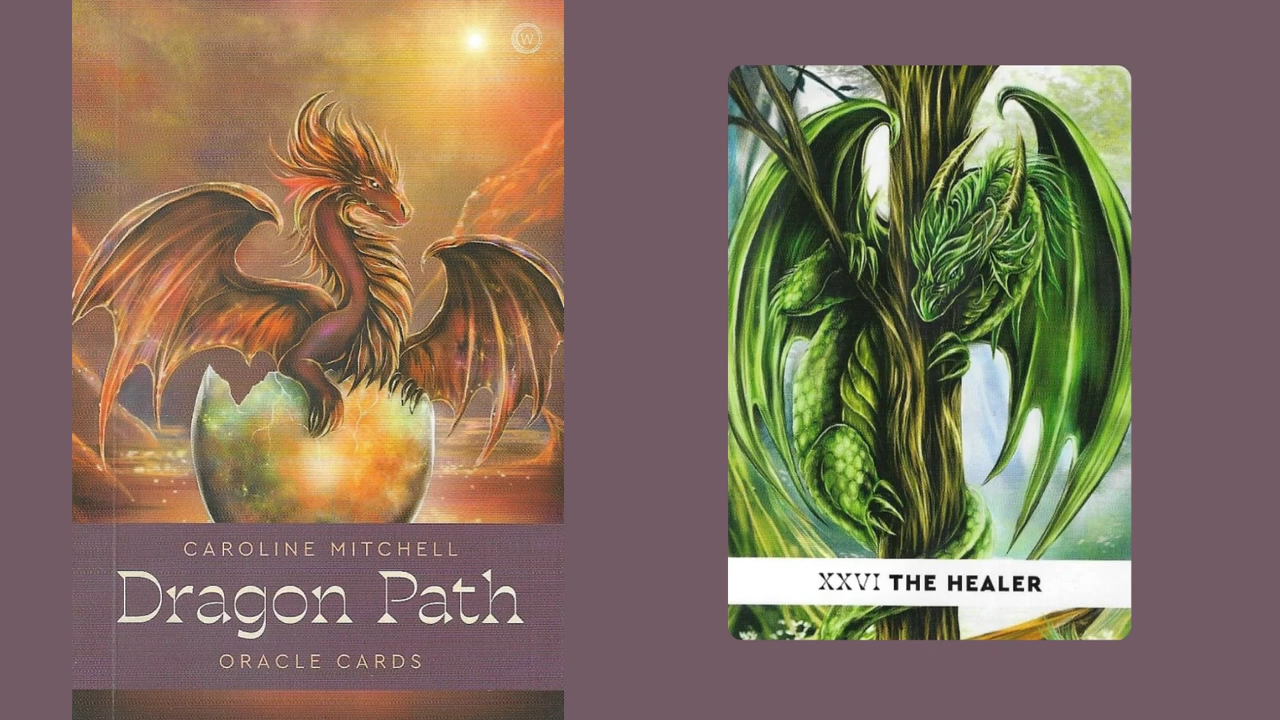 W
CAROLINE MITCHELL
Dragon Path
ORACLE CARDS
XXVI THE HEALER